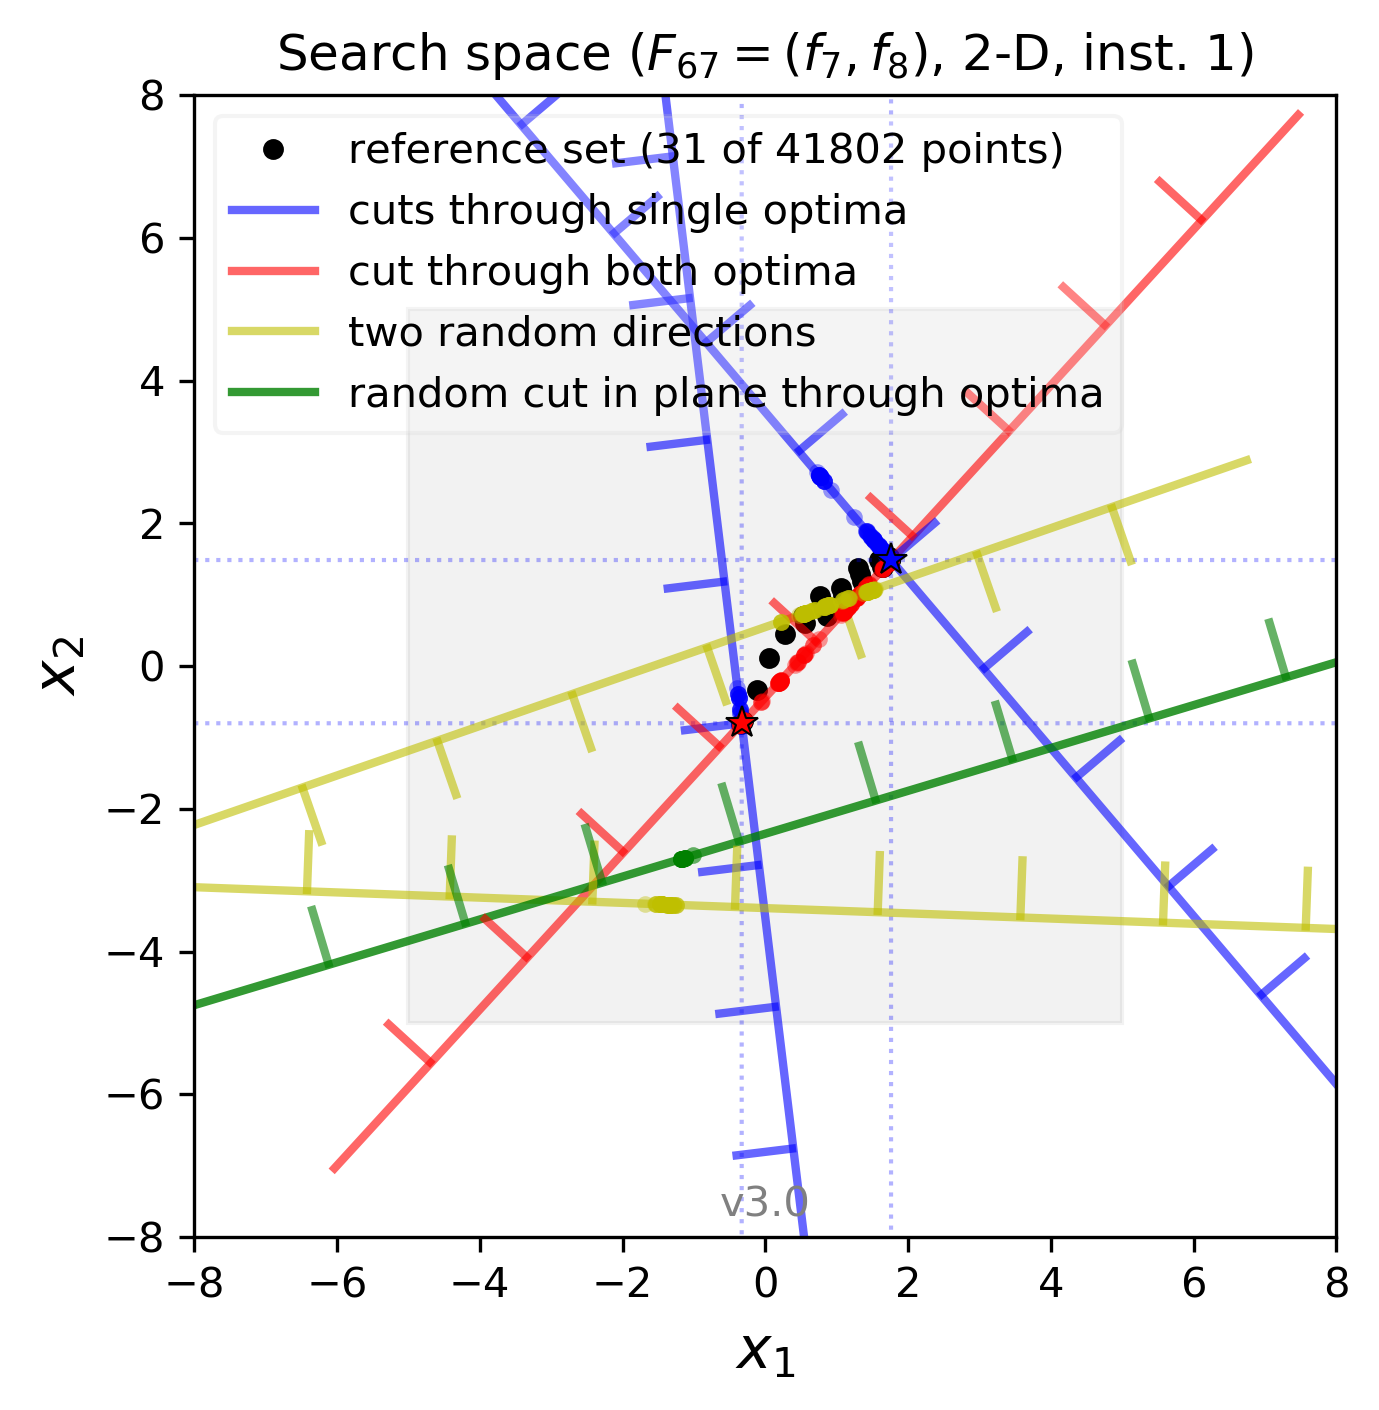 Search space (F₆₇ = (f₇, f₈), 2-D, inst. 1)
reference set (31 of 41802 points)
cuts through single optima
cut through both optima
two random directions
random cut in plane through optima
8
6
4
2
0
−2
−4
−6
−8
x₂
v3.0
−8 −6 −4 −2 0 2 4 6 8
x₁